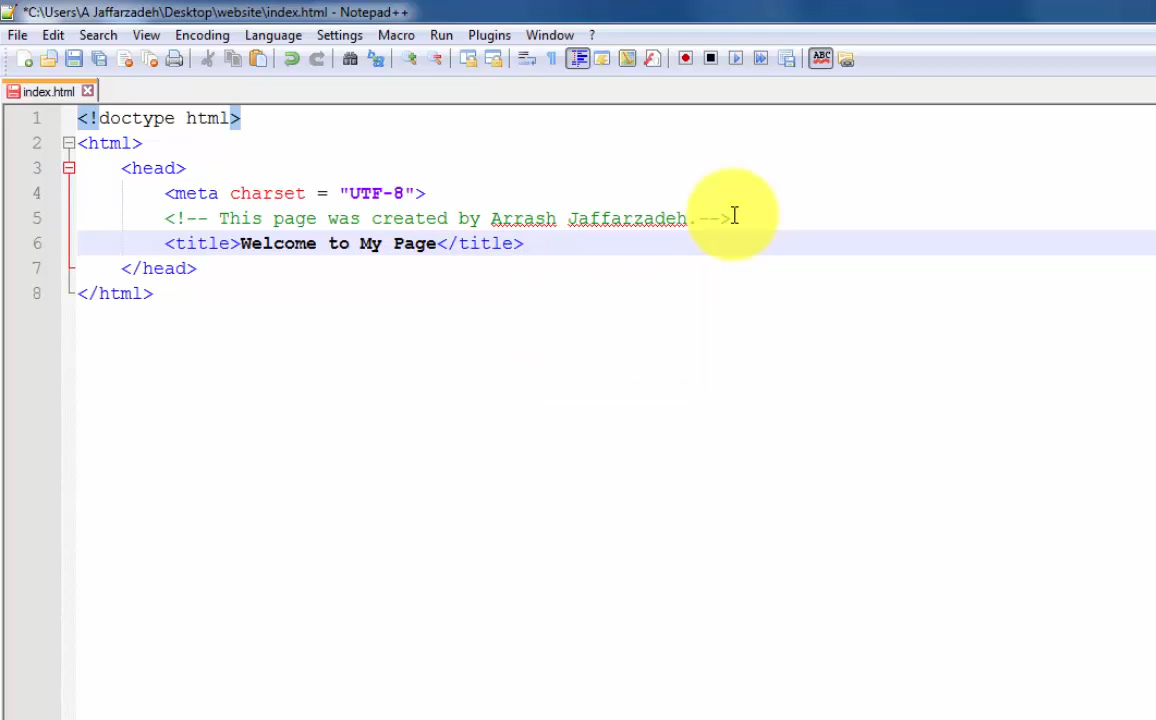 *C:\Users\A Jaffarzadeh\Desktop\website\index.html - Notepad++
File Edit Search View Encoding Language Settings Macro Run Plugins Window ?
ABC
index.html
1 <!doctype html>
2 <html>
3 <head>
4 <meta charset = "UTF-8">
5 <!-- This page was created by Arrash Jaffarzadeh.-->
6 <title>Welcome to My Page</title>
7 </head>
8 </html>